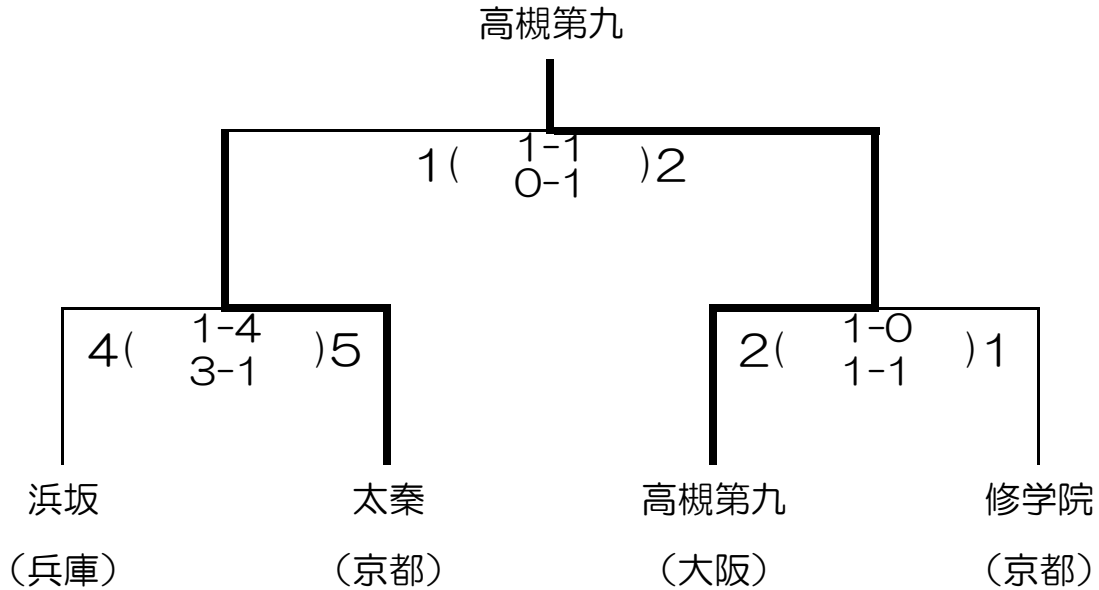 高槻第九
1( 1-1 )2
0-1
4( 1-4 )5
3-1
2( 1-0 )1
1-1
浜坂 太秦 高槻第九 修学院
（兵庫） （京都） （大阪） （京都）